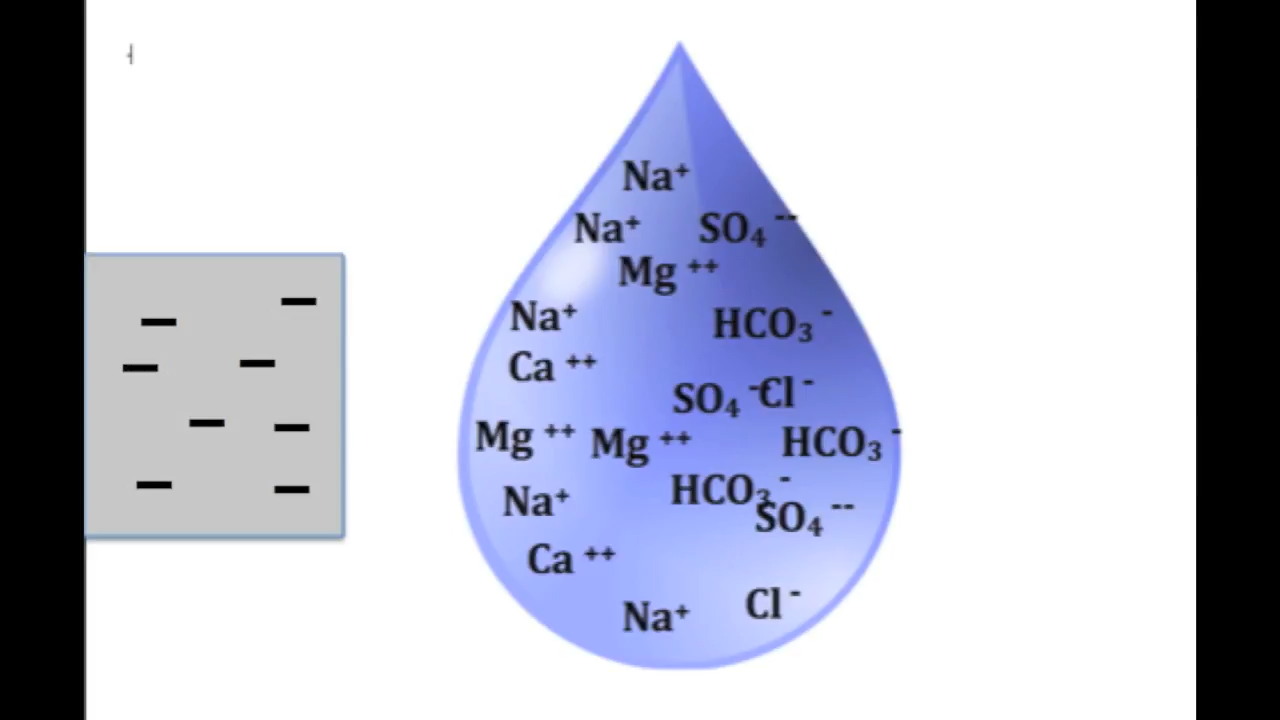 Na⁺
Na⁺ SO₄ ⁻⁻
Mg ⁺⁺
Na⁺ HCO₃ ⁻
Ca ⁺⁺
SO₄ ⁻ Cl ⁻
Mg ⁺⁺ Mg ⁺⁺ HCO₃ ⁻
Na⁺ HCO₃ ⁻
SO₄ ⁻⁻
Ca ⁺⁺
Na⁺ Cl ⁻